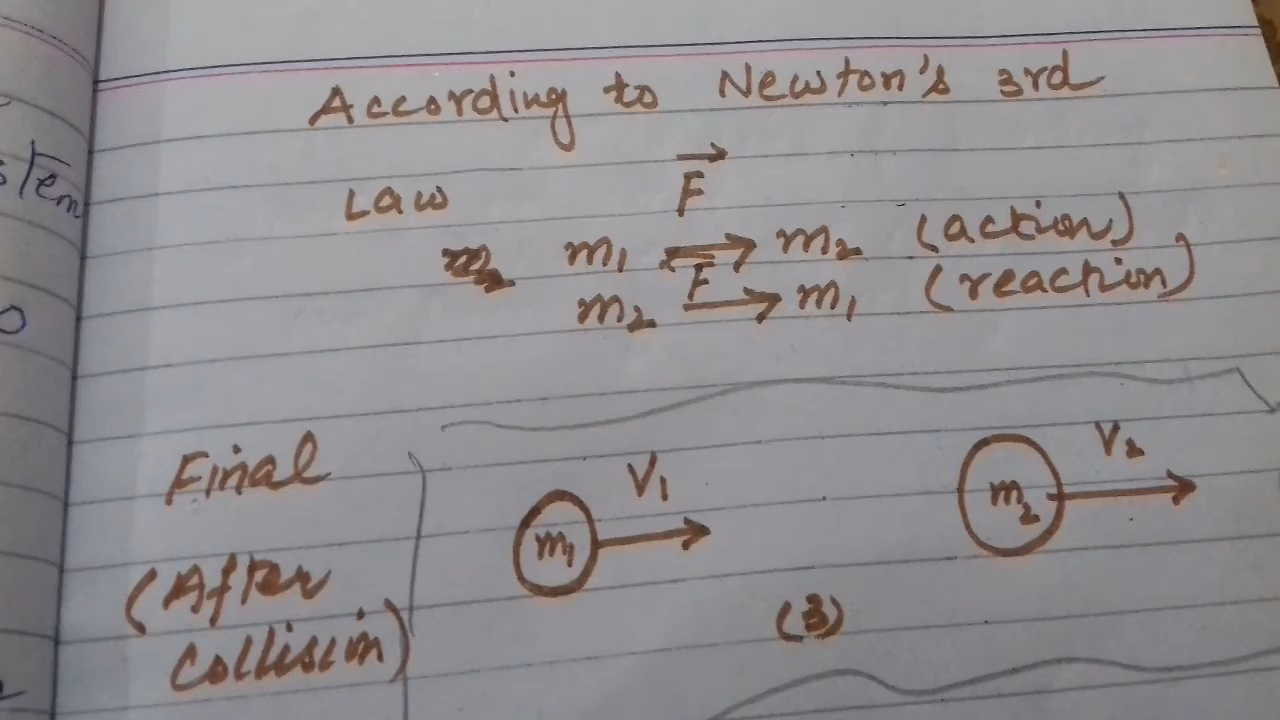 According to Newton's 3rd
Law
F
m₁ → m₂ (action)
F
m₂ → m₁ (reaction)
Final
(After
Collision)
m₁
V₁
m₂
V₂
(3)